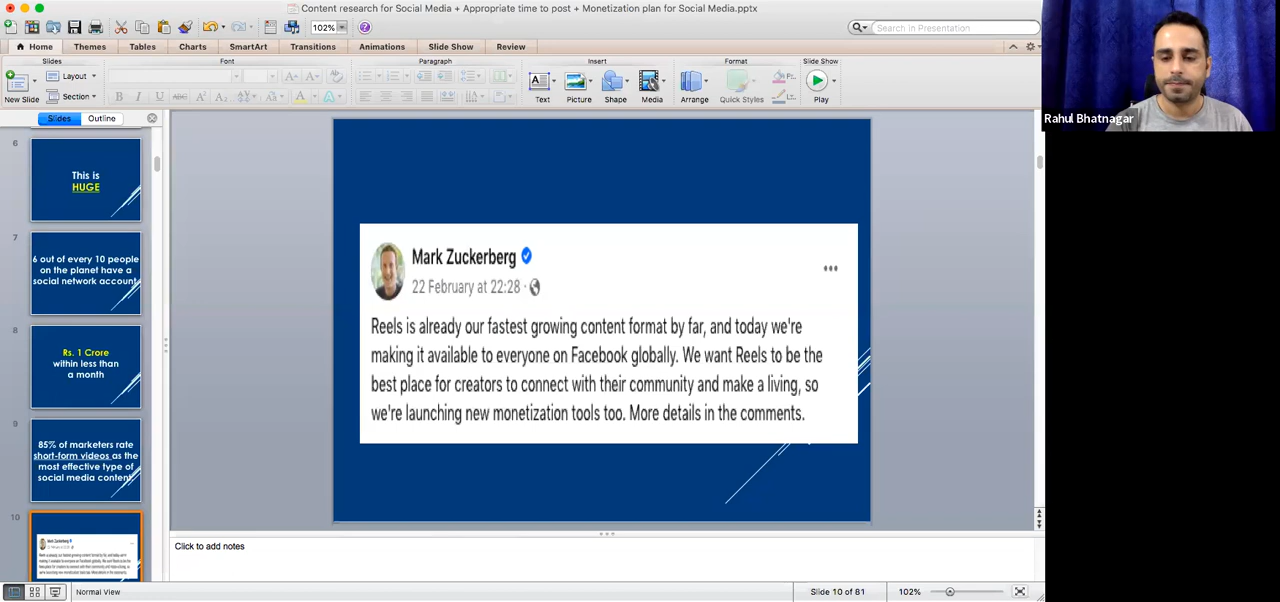 Content research for Social Media + Appropriate time to post + Monetization plan for Social Media.pptx
102%
Search in Presentation
Home Themes Tables Charts SmartArt Transitions Animations Slide Show Review
Slides Font Paragraph Insert Format Slide Show
New Slide
Layout
Section
B I U ABC A² A₂ AV Aa A A
Text Picture Shape Media Arrange Quick Styles Play
Slides Outline
6
This is
HUGE
7
6 out of every 10 people
on the planet have a
social network account
8
Rs. 1 Crore
within less than
a month
9
85% of marketers rate
short-form videos as the
most effective type of
social media content
10
Mark Zuckerberg
22 February at 22:28 ·
Reels is already our fastest growing content format by far, and today we're
making it available to everyone on Facebook globally. We want Reels to be the
best place for creators to connect with their community and make a living, so
we're launching new monetization tools too. More details in the comments.
Click to add notes
Normal View
Slide 10 of 81
102%
Rahul Bhatnagar